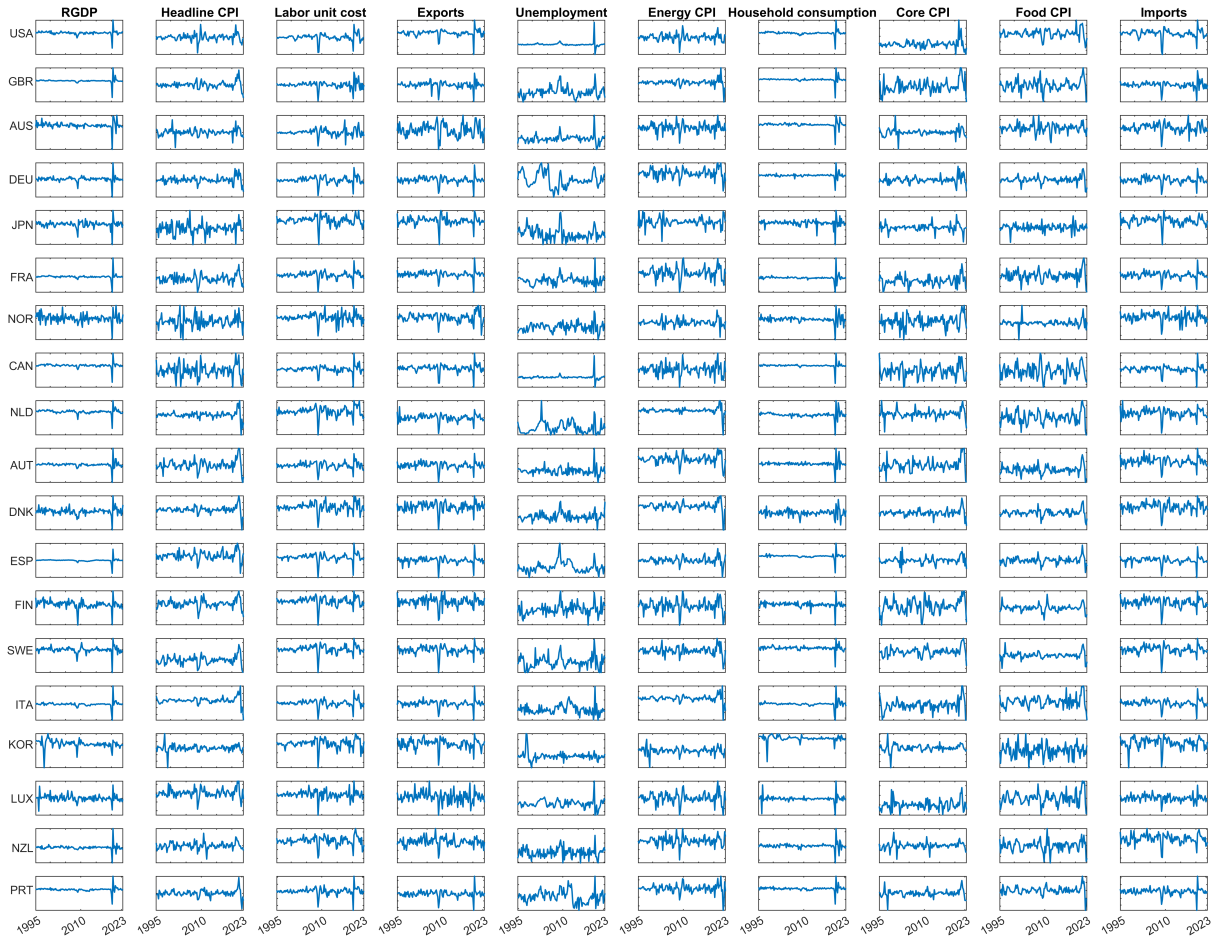 RGDP Headline CPI Labor unit cost Exports Unemployment Energy CPI Household consumption Core CPI Food CPI Imports
USA
GBR
AUS
DEU
JPN
FRA
NOR
CAN
NLD
AUT
DNK
ESP
FIN
SWE
ITA
KOR
LUX
NZL
PRT
1995 2010 2023 1995 2010 2023 1995 2010 2023 1995 2010 2023 1995 2010 2023 1995 2010 2023 1995 2010 2023 1995 2010 2023 1995 2010 2023 1995 2010 2023